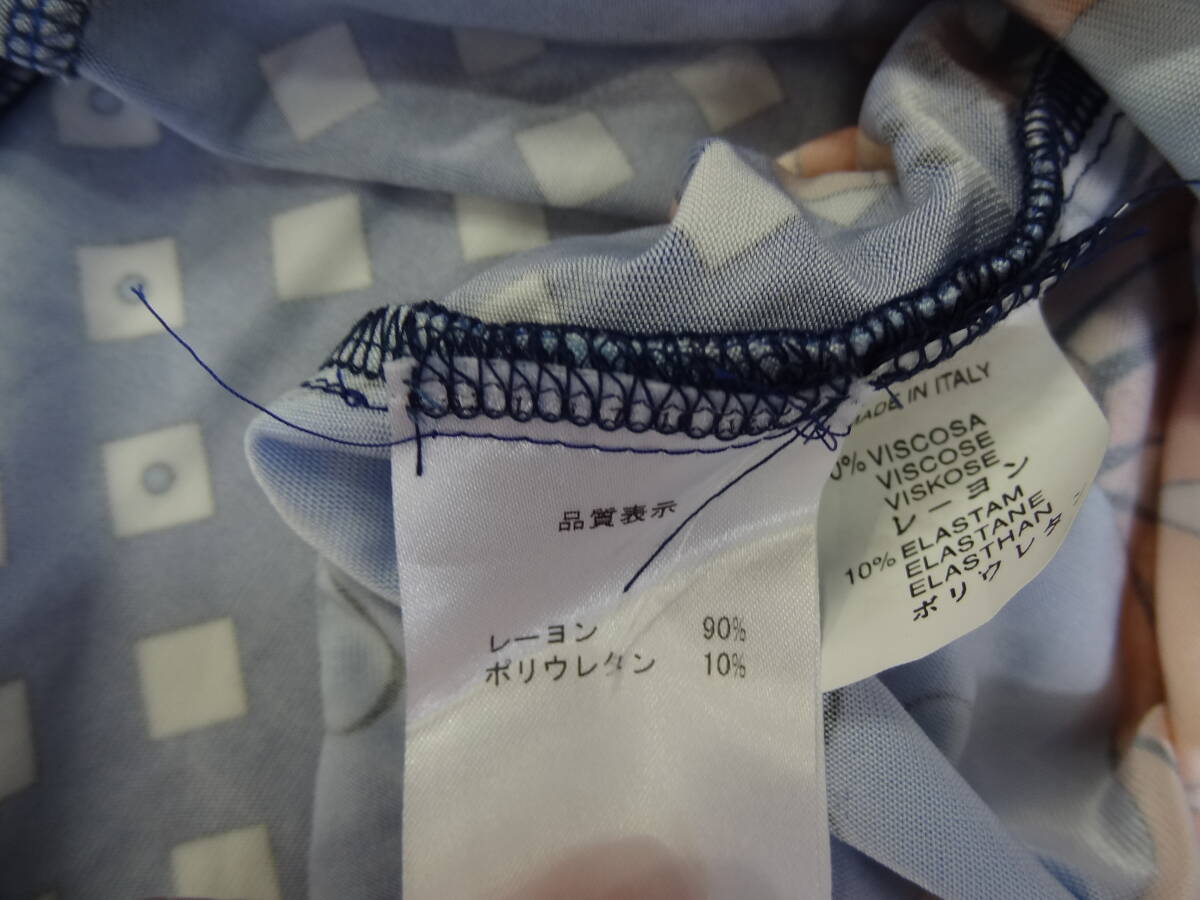 品質表示
レーヨン 90%
ポリウレタン 10%
MADE IN ITALY
0% VISCOSA
VISCOSE
VISKOSE
レーヨン
10% ELASTAM
ELASTANE
ELASTHAN
ポリウレタン